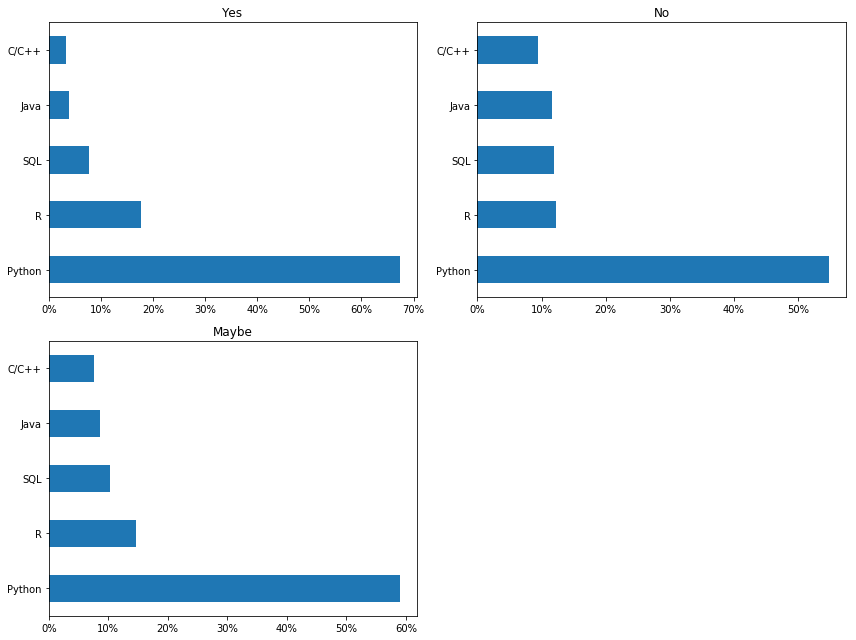 Yes
C/C++
Java
SQL
R
Python
0% 10% 20% 30% 40% 50% 60% 70%
No
C/C++
Java
SQL
R
Python
0% 10% 20% 30% 40% 50%
Maybe
C/C++
Java
SQL
R
Python
0% 10% 20% 30% 40% 50% 60%